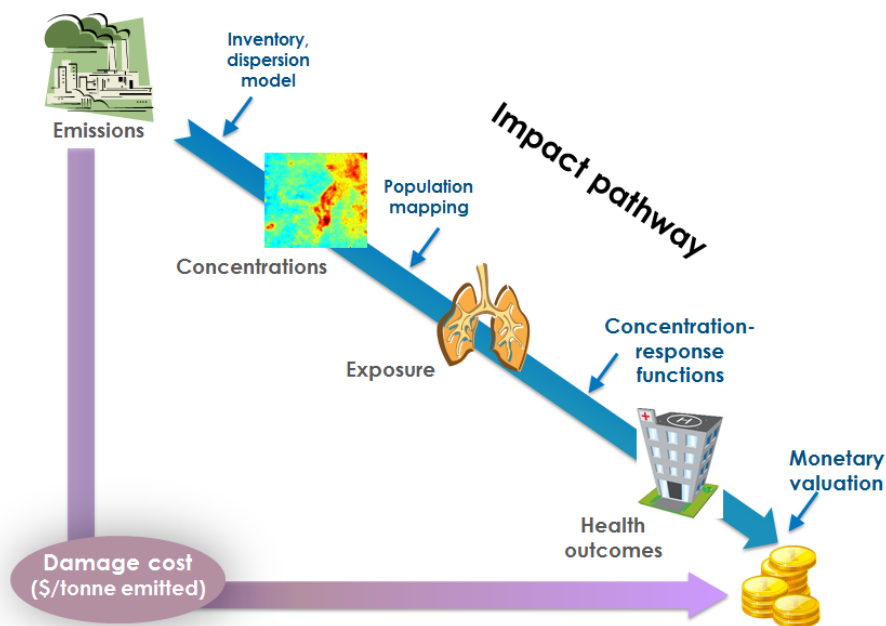 Inventory,
dispersion
model
Emissions
Impact pathway
Population
mapping
Concentrations
Concentration-
response
functions
Exposure
H
Monetary
valuation
Health
outcomes
Damage cost
($/tonne emitted)